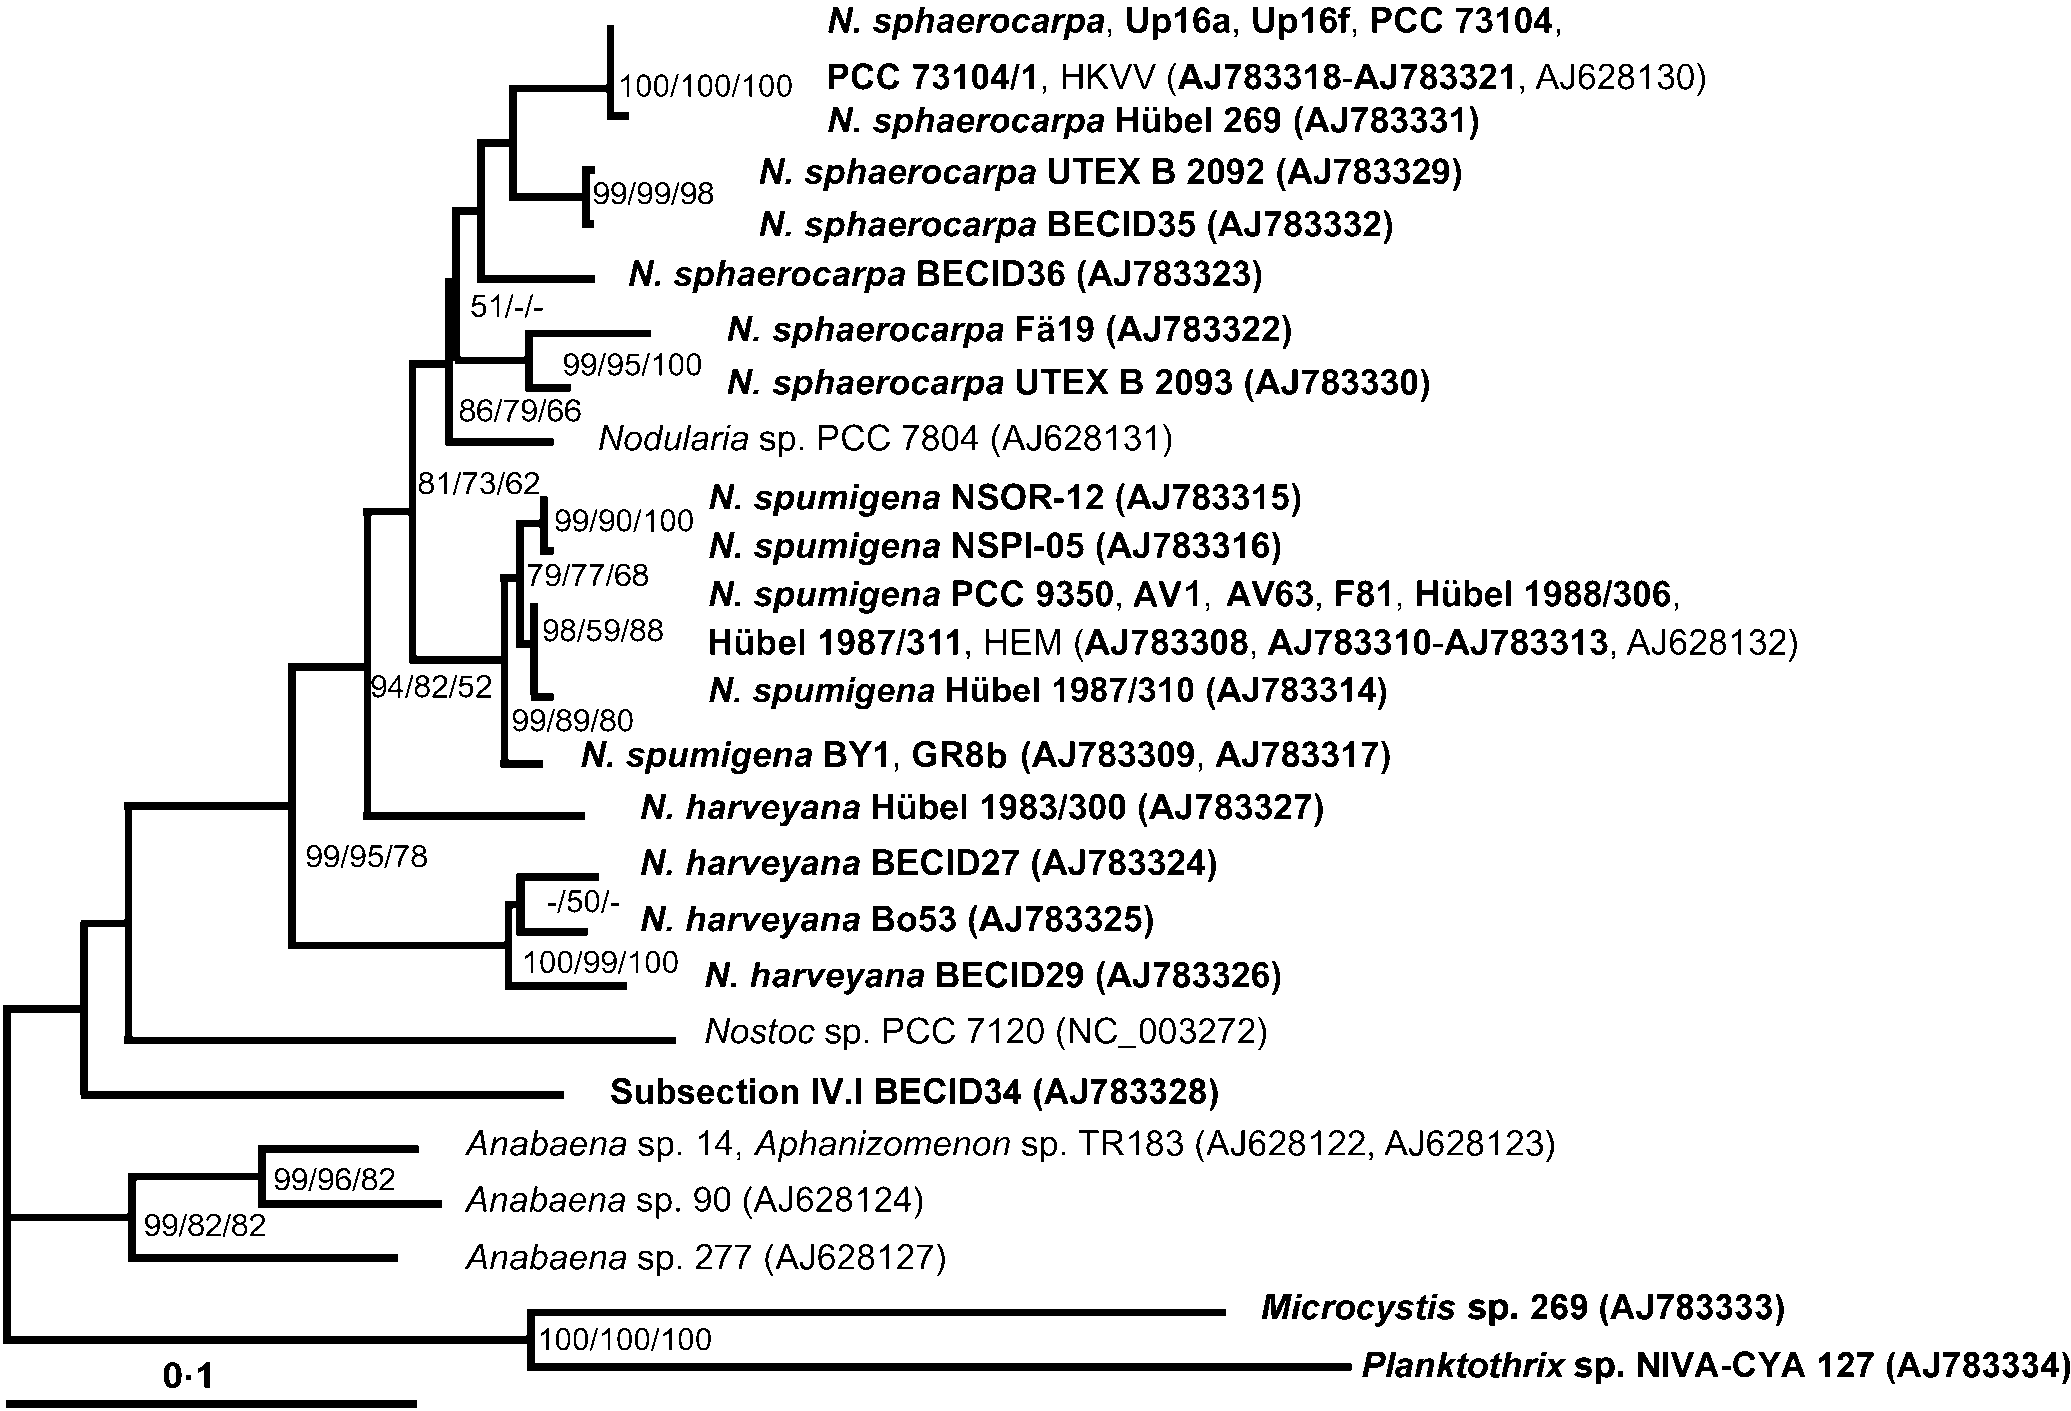 N. sphaerocarpa, Up16a, Up16f, PCC 73104,
100/100/100
PCC 73104/1, HKVV (AJ783318-AJ783321, AJ628130)
N. sphaerocarpa Hübel 269 (AJ783331)
N. sphaerocarpa UTEX B 2092 (AJ783329)
99/99/98
N. sphaerocarpa BECID35 (AJ783332)
N. sphaerocarpa BECID36 (AJ783323)
51/-/-
N. sphaerocarpa Fä19 (AJ783322)
99/95/100
N. sphaerocarpa UTEX B 2093 (AJ783330)
86/79/66
Nodularia sp. PCC 7804 (AJ628131)
81/73/62
N. spumigena NSOR-12 (AJ783315)
99/90/100
N. spumigena NSPI-05 (AJ783316)
79/77/68
N. spumigena PCC 9350, AV1, AV63, F81, Hübel 1988/306,
98/59/88
Hübel 1987/311, HEM (AJ783308, AJ783310-AJ783313, AJ628132)
94/82/52
N. spumigena Hübel 1987/310 (AJ783314)
99/89/80
N. spumigena BY1, GR8b (AJ783309, AJ783317)
N. harveyana Hübel 1983/300 (AJ783327)
99/95/78
N. harveyana BECID27 (AJ783324)
-/50/-
N. harveyana Bo53 (AJ783325)
100/99/100
N. harveyana BECID29 (AJ783326)
Nostoc sp. PCC 7120 (NC_003272)
Subsection IV.I BECID34 (AJ783328)
Anabaena sp. 14, Aphanizomenon sp. TR183 (AJ628122, AJ628123)
99/96/82
Anabaena sp. 90 (AJ628124)
99/82/82
Anabaena sp. 277 (AJ628127)
Microcystis sp. 269 (AJ783333)
100/100/100
Planktothrix sp. NIVA-CYA 127 (AJ783334)
0·1